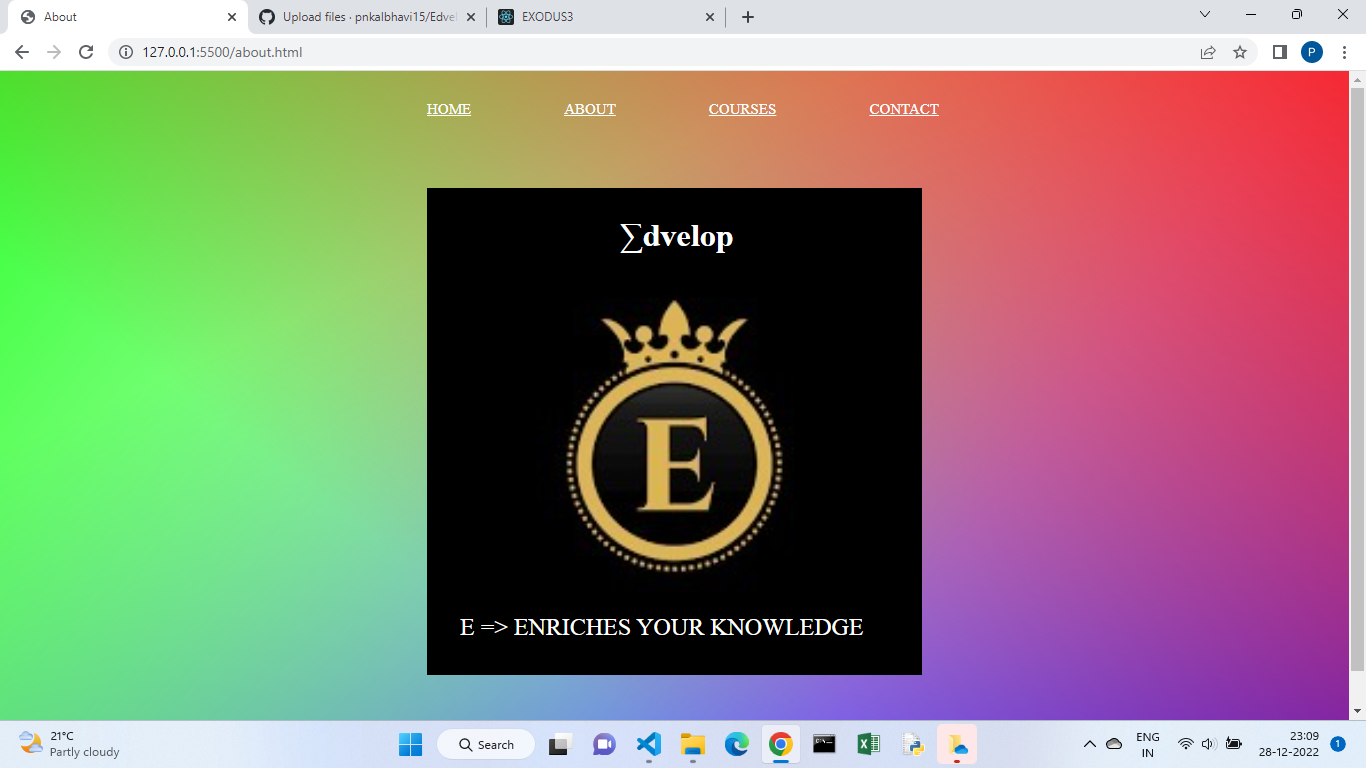 About
Upload files · pnkalbhavi15/Edvel
EXODUS3
127.0.0.1:5500/about.html
P
HOME ABOUT COURSES CONTACT
∑dvelop
E
E => ENRICHES YOUR KNOWLEDGE
21°C
Partly cloudy
Search
ENG
IN
23:09
28-12-2022
1